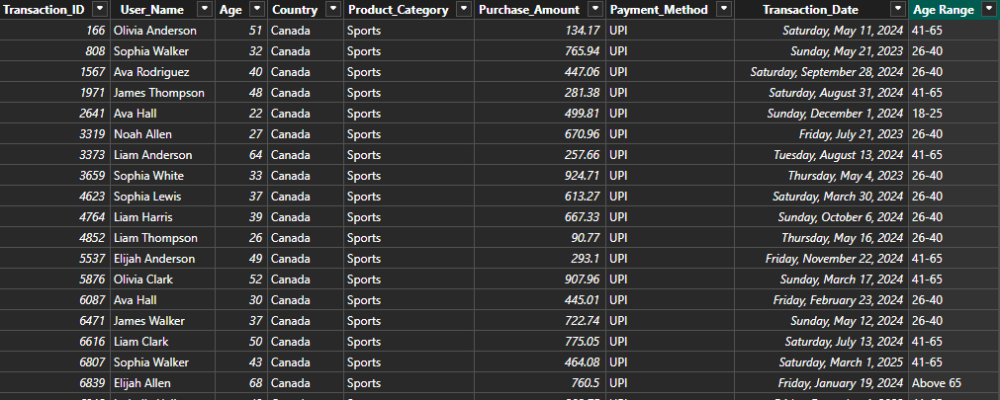 Transaction_ID User_Name Age Country Product_Category Purchase_Amount Payment_Method Transaction_Date Age Range
166 Olivia Anderson 51 Canada Sports 134.17 UPI Saturday, May 11, 2024 41-65
808 Sophia Walker 32 Canada Sports 765.94 UPI Sunday, May 21, 2023 26-40
1567 Ava Rodriguez 40 Canada Sports 447.06 UPI Saturday, September 28, 2024 26-40
1971 James Thompson 48 Canada Sports 281.38 UPI Saturday, August 31, 2024 41-65
2641 Ava Hall 22 Canada Sports 499.81 UPI Sunday, December 1, 2024 18-25
3319 Noah Allen 27 Canada Sports 670.96 UPI Friday, July 21, 2023 26-40
3373 Liam Anderson 64 Canada Sports 257.66 UPI Tuesday, August 13, 2024 41-65
3659 Sophia White 33 Canada Sports 924.71 UPI Thursday, May 4, 2023 26-40
4623 Sophia Lewis 37 Canada Sports 613.27 UPI Saturday, March 30, 2024 26-40
4764 Liam Harris 39 Canada Sports 667.33 UPI Sunday, October 6, 2024 26-40
4852 Liam Thompson 26 Canada Sports 90.77 UPI Thursday, May 16, 2024 26-40
5537 Elijah Anderson 49 Canada Sports 293.1 UPI Friday, November 22, 2024 41-65
5876 Olivia Clark 52 Canada Sports 907.96 UPI Sunday, March 17, 2024 41-65
6087 Ava Hall 30 Canada Sports 445.01 UPI Friday, February 23, 2024 26-40
6471 James Walker 37 Canada Sports 722.74 UPI Sunday, May 12, 2024 26-40
6616 Liam Clark 50 Canada Sports 775.05 UPI Saturday, July 13, 2024 41-65
6807 Sophia Walker 43 Canada Sports 464.08 UPI Saturday, March 1, 2025 41-65
6839 Elijah Allen 68 Canada Sports 760.5 UPI Friday, January 19, 2024 Above 65